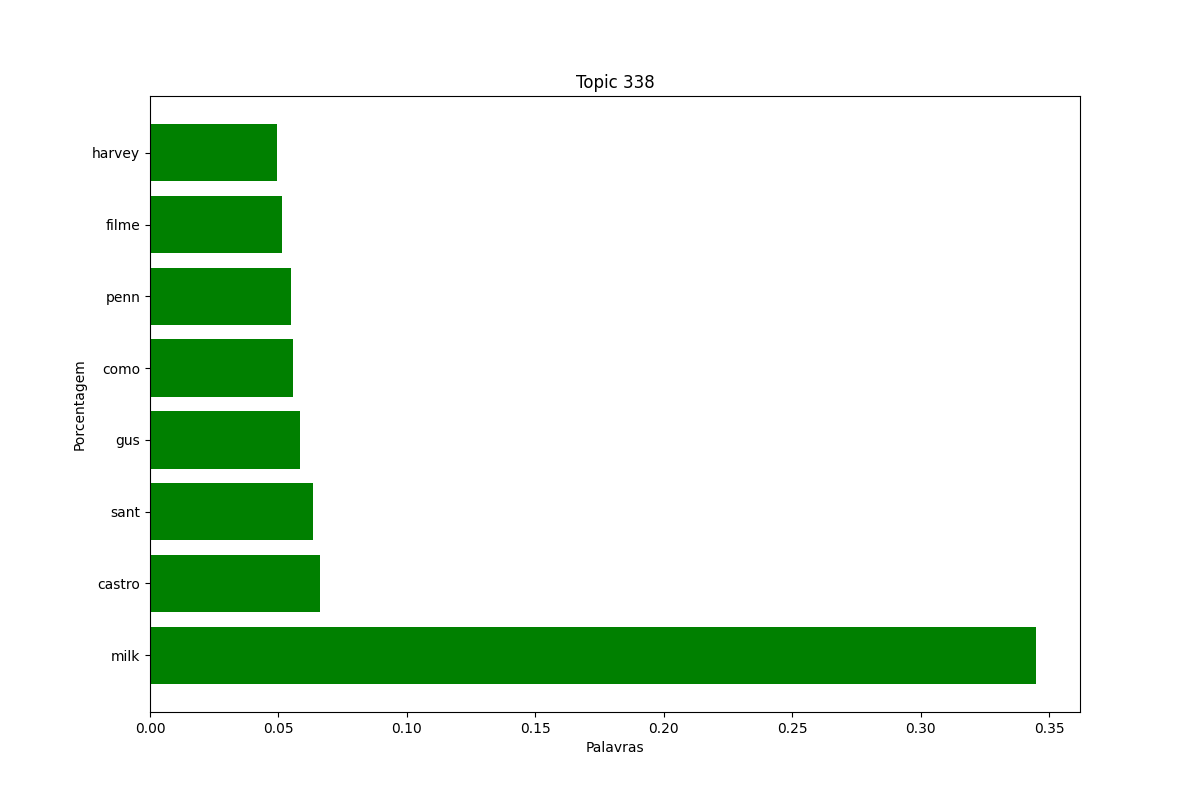 Topic 338
harvey
filme
penn
como
gus
sant
castro
milk
Porcentagem
0.00 0.05 0.10 0.15 0.20 0.25 0.30 0.35
Palavras